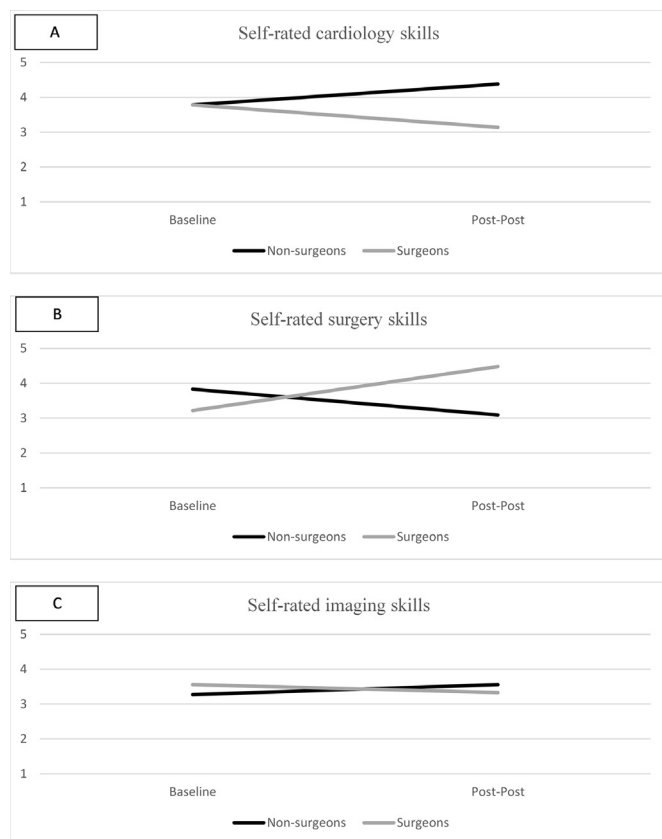 A
Self-rated cardiology skills
5
4
3
2
1
Baseline Post-Post
Non-surgeons Surgeons
B
Self-rated surgery skills
5
4
3
2
1
Baseline Post-Post
Non-surgeons Surgeons
C
Self-rated imaging skills
5
4
3
2
1
Baseline Post-Post
Non-surgeons Surgeons